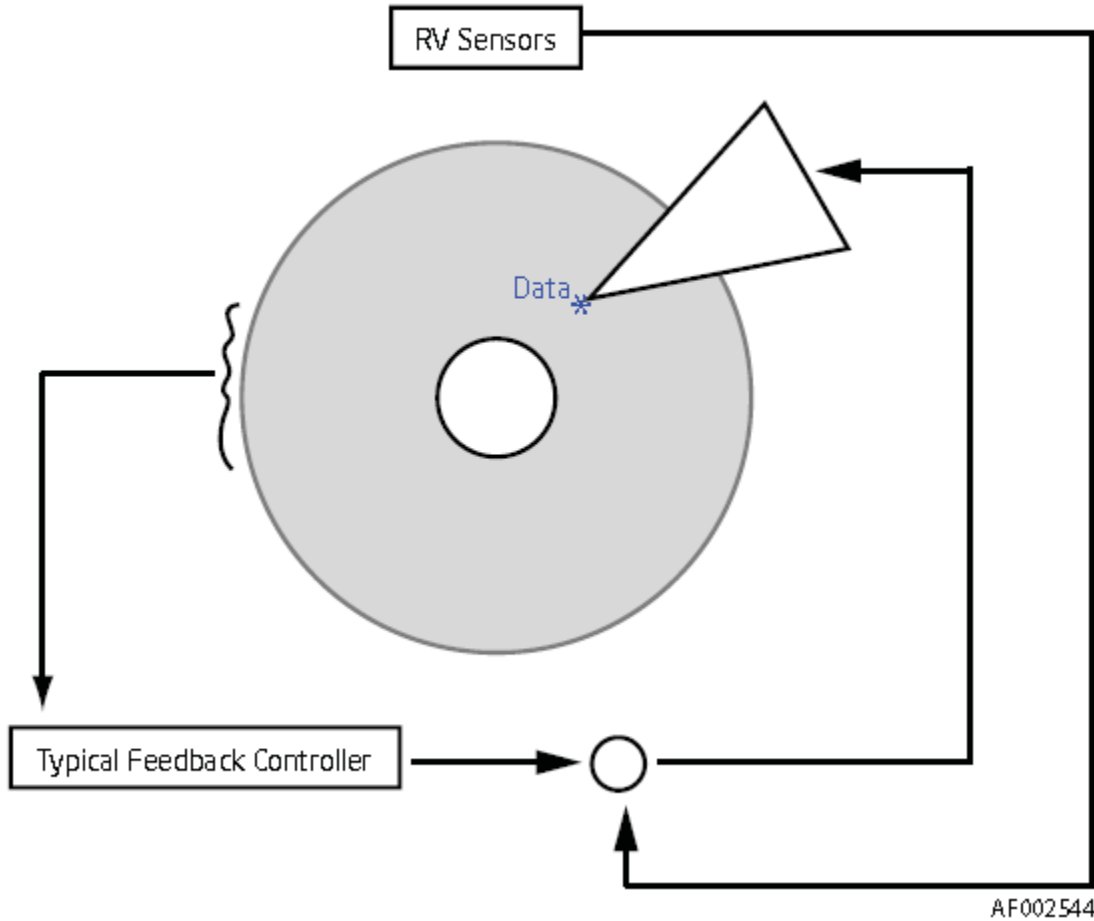 RV Sensors
Data
*
Typical Feedback Controller
AF002544